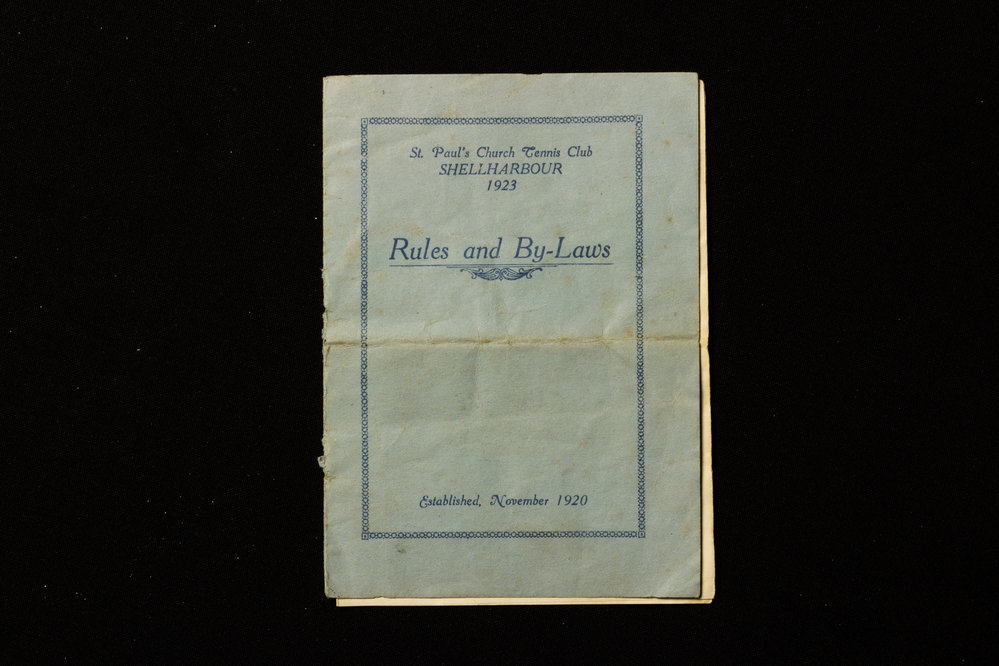 St. Paul's Church Tennis Club
SHELLHARBOUR
1923
Rules and By-Laws
Established, November 1920